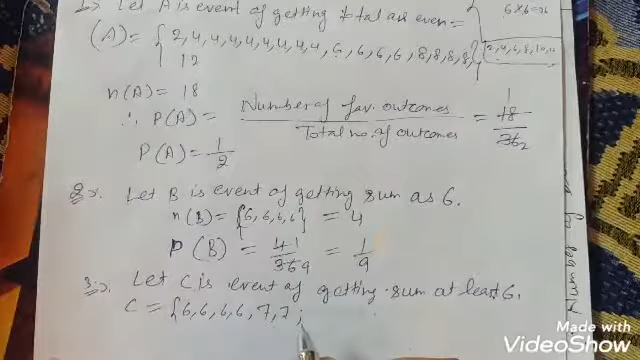 Let A is event of getting total as even =
6×6=36
(A) = { 2,4,4,4,4,4,4,4,4, 6, 6, 6, 6, 8,8,8,8}
12
2,4,6,8,10,12
n(A) = 18
∴ P(A) = Number of fav. outcomes / Total no. of outcomes = 18/36 1 2
P(A) = 1/2
Let B is event of getting sum as 6.
n(B) = {6,6,6,6} = 4
P(B) = 4 1/36 9 = 1/9
3. Let C is event of getting sum at least 6.
C = {6,6,6,6,7,7,
Made with
VideoShow